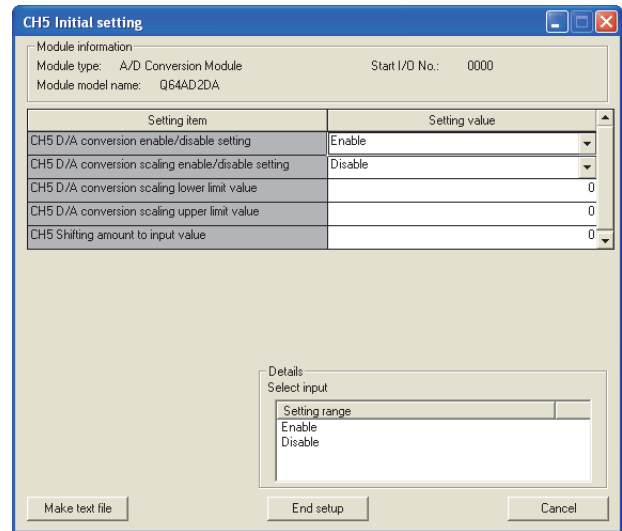 CH5 Initial setting
Module information
Module type: A/D Conversion Module Start I/O No.: 0000
Module model name: Q64AD2DA
Setting item Setting value
CH5 D/A conversion enable/disable setting Enable
CH5 D/A conversion scaling enable/disable setting Disable
CH5 D/A conversion scaling lower limit value 0
CH5 D/A conversion scaling upper limit value 0
CH5 Shifting amount to input value 0
Details
Select input
Setting range
Enable
Disable
Make text file End setup Cancel